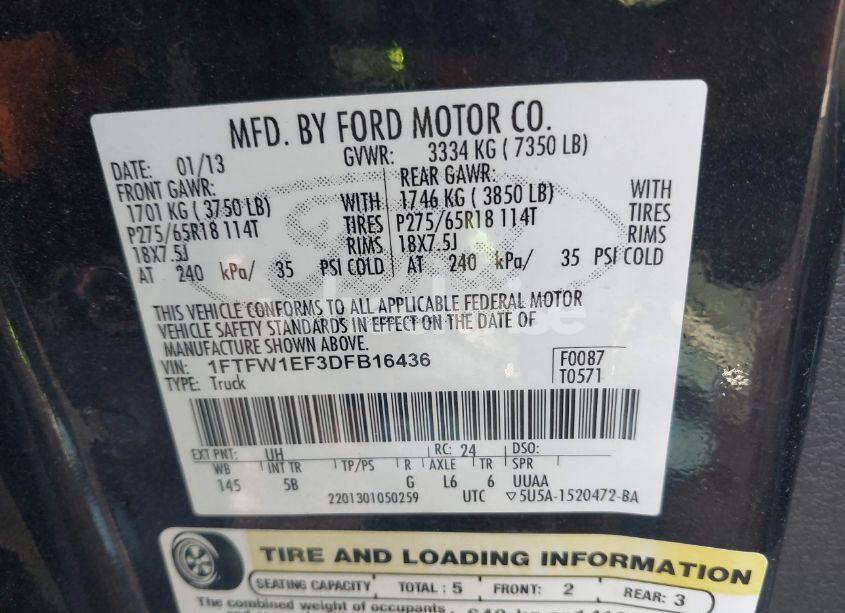 MFD. BY FORD MOTOR CO.
DATE: 01/13 GVWR: 3334 KG ( 7350 LB)
FRONT GAWR: REAR GAWR:
1701 KG ( 3750 LB) WITH 1746 KG ( 3850 LB) WITH
P275/65R18 114T TIRES P275/65R18 114T TIRES
18X7.5J RIMS 18X7.5J RIMS
AT 240 kPa/ 35 PSI COLD AT 240 kPa/ 35 PSI COLD
THIS VEHICLE CONFORMS TO ALL APPLICABLE FEDERAL MOTOR
VEHICLE SAFETY STANDARDS IN EFFECT ON THE DATE OF
MANUFACTURE SHOWN ABOVE.
VIN: 1FTFW1EF3DFB16436 F0087
TYPE: Truck T0571
EXT PNT: UH RC: 24 DSO:
WB INT TR TP/PS R AXLE TR SPR
145 5B G L6 6 UUAA
2201301050259 UTC ▽5U5A-1520472-BA
TIRE AND LOADING INFORMATION
SEATING CAPACITY TOTAL : 5 FRONT: 2 REAR: 3
The combined weight of occupants